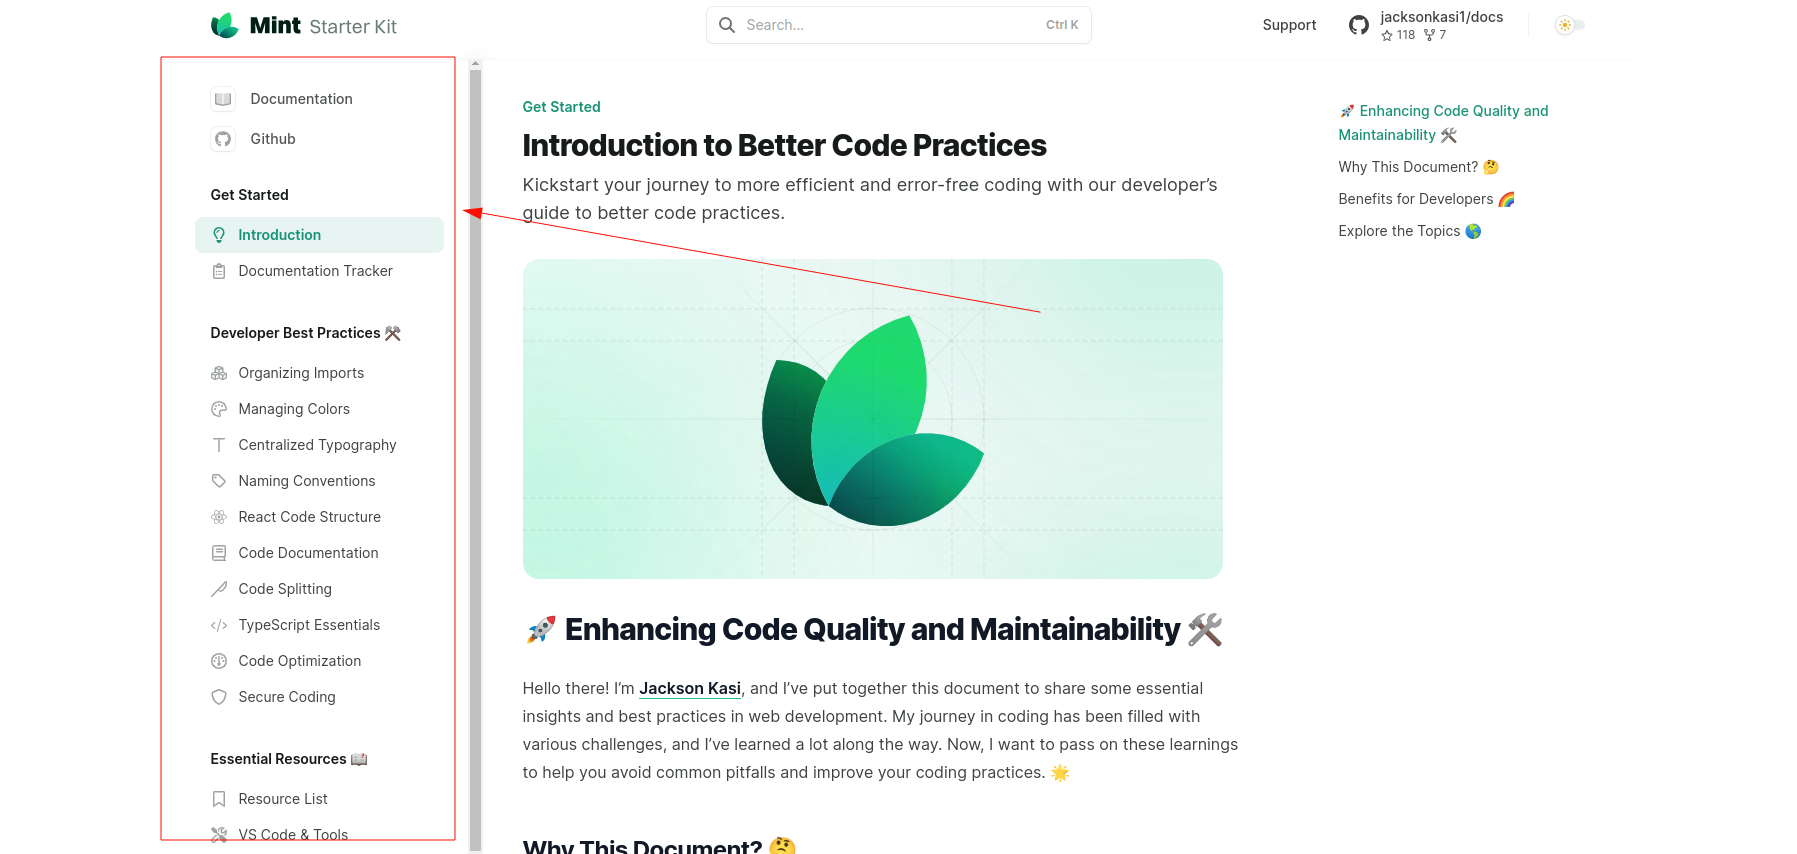 Mint Starter Kit
Search...
Ctrl K
Support
jacksonkasi1/docs
118 7
Documentation
Github
Get Started
Introduction
Documentation Tracker
Developer Best Practices 🛠️
Organizing Imports
Managing Colors
Centralized Typography
Naming Conventions
React Code Structure
Code Documentation
Code Splitting
TypeScript Essentials
Code Optimization
Secure Coding
Essential Resources 📖
Resource List
VS Code & Tools
Get Started
Introduction to Better Code Practices
Kickstart your journey to more efficient and error-free coding with our developer’s
guide to better code practices.
🚀 Enhancing Code Quality and Maintainability 🛠️
Hello there! I’m Jackson Kasi, and I’ve put together this document to share some essential
insights and best practices in web development. My journey in coding has been filled with
various challenges, and I’ve learned a lot along the way. Now, I want to pass on these learnings
to help you avoid common pitfalls and improve your coding practices. 🌟
Why This Document? 🤔
🚀 Enhancing Code Quality and
Maintainability 🛠️
Why This Document? 🤔
Benefits for Developers 🌈
Explore the Topics 🌎